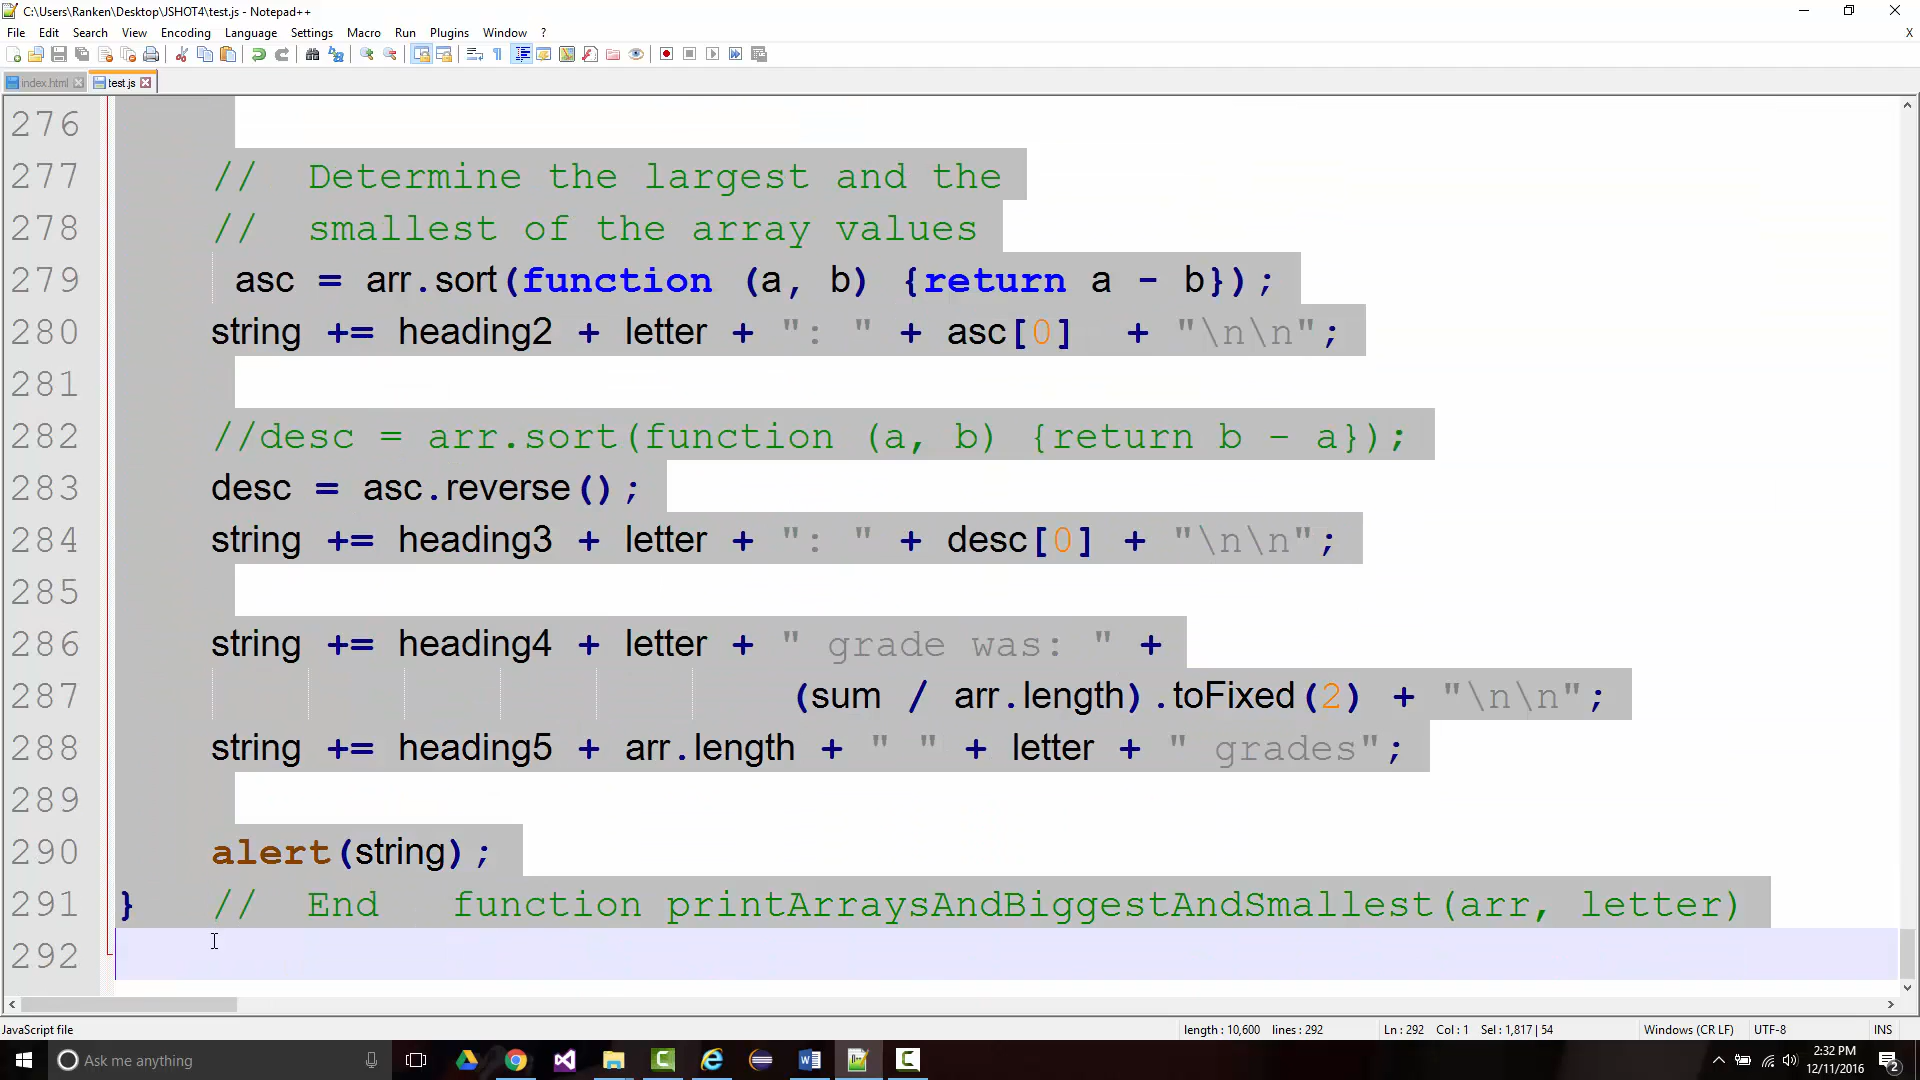 C:\Users\Ranken\Desktop\JSHOT4\test.js - Notepad++
File Edit Search View Encoding Language Settings Macro Run Plugins Window ? X
index.html test.js
276
277 // Determine the largest and the
278 // smallest of the array values
279 asc = arr.sort(function (a, b) {return a - b});
280 string += heading2 + letter + ": " + asc[0] + "\n\n";
281
282 //desc = arr.sort(function (a, b) {return b - a});
283 desc = asc.reverse();
284 string += heading3 + letter + ": " + desc[0] + "\n\n";
285
286 string += heading4 + letter + " grade was: " +
287 (sum / arr.length).toFixed(2) + "\n\n";
288 string += heading5 + arr.length + " " + letter + " grades";
289
290 alert(string);
291 } // End function printArraysAndBiggestAndSmallest(arr, letter)
292
JavaScript file length : 10,600 lines : 292 Ln : 292 Col : 1 Sel : 1,817 | 54 Windows (CR LF) UTF-8 INS
Ask me anything
2:32 PM
12/11/2016
2